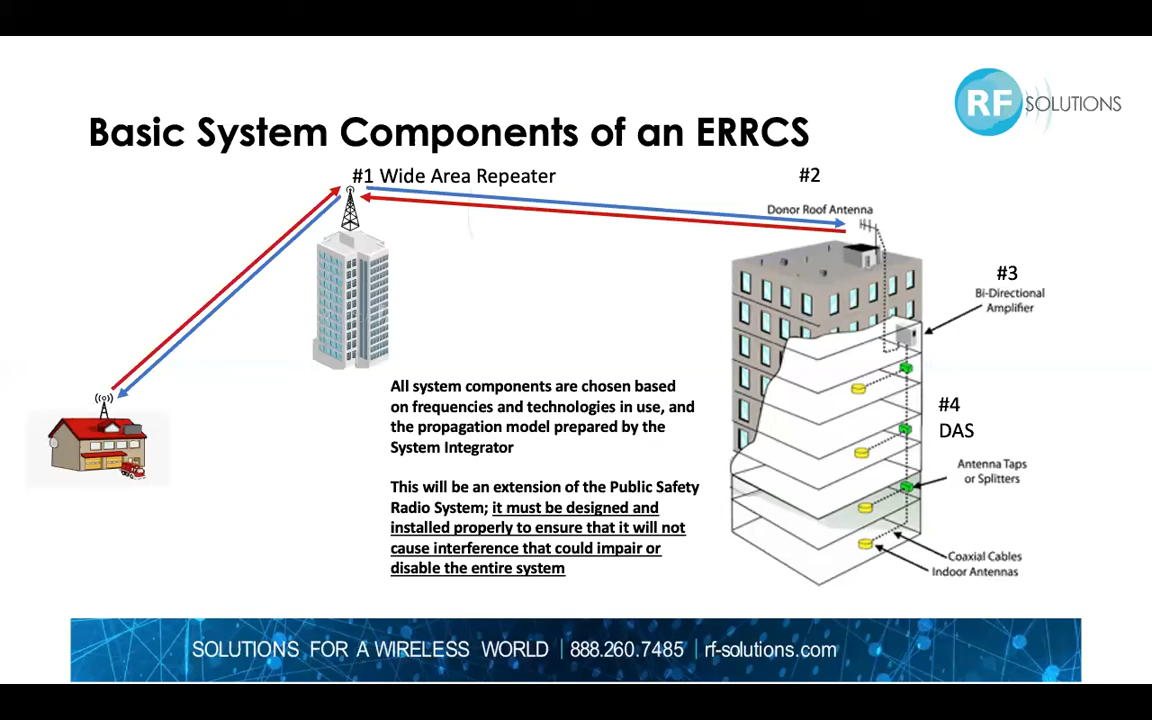 RF SOLUTIONS
Basic System Components of an ERRCS
#1 Wide Area Repeater
#2
Donor Roof Antenna
#3
Bi-Directional
Amplifier
All system components are chosen based
on frequencies and technologies in use, and
the propagation model prepared by the
System Integrator
#4
DAS
Antenna Taps
or Splitters
This will be an extension of the Public Safety
Radio System; it must be designed and
installed properly to ensure that it will not
cause interference that could impair or
disable the entire system
Coaxial Cables
Indoor Antennas
SOLUTIONS FOR A WIRELESS WORLD | 888.260.7485 | rf-solutions.com